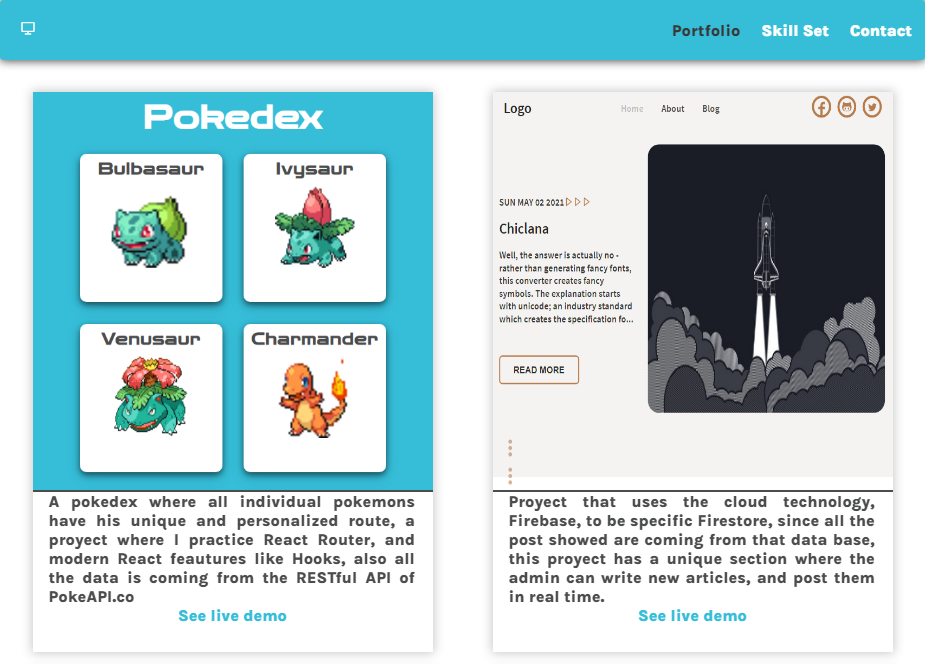 Portfolio Skill Set Contact
Pokedex
Bulbasaur
Ivysaur
Venusaur
Charmander
A pokedex where all individual pokemons
have his unique and personalized route, a
proyect where I practice React Router, and
modern React feautures like Hooks, also all
the data is coming from the RESTful API of
PokeAPI.co
See live demo
Logo
Home About Blog
SUN MAY 02 2021
Chiclana
Well, the answer is actually no -
rather than generating fancy fonts,
this converter creates fancy
symbols. The explanation starts
with unicode; an industry standard
which creates the specification fo...
READ MORE
Proyect that uses the cloud technology,
Firebase, to be specific Firestore, since all the
post showed are coming from that data base,
this proyect has a unique section where the
admin can write new articles, and post them
in real time.
See live demo